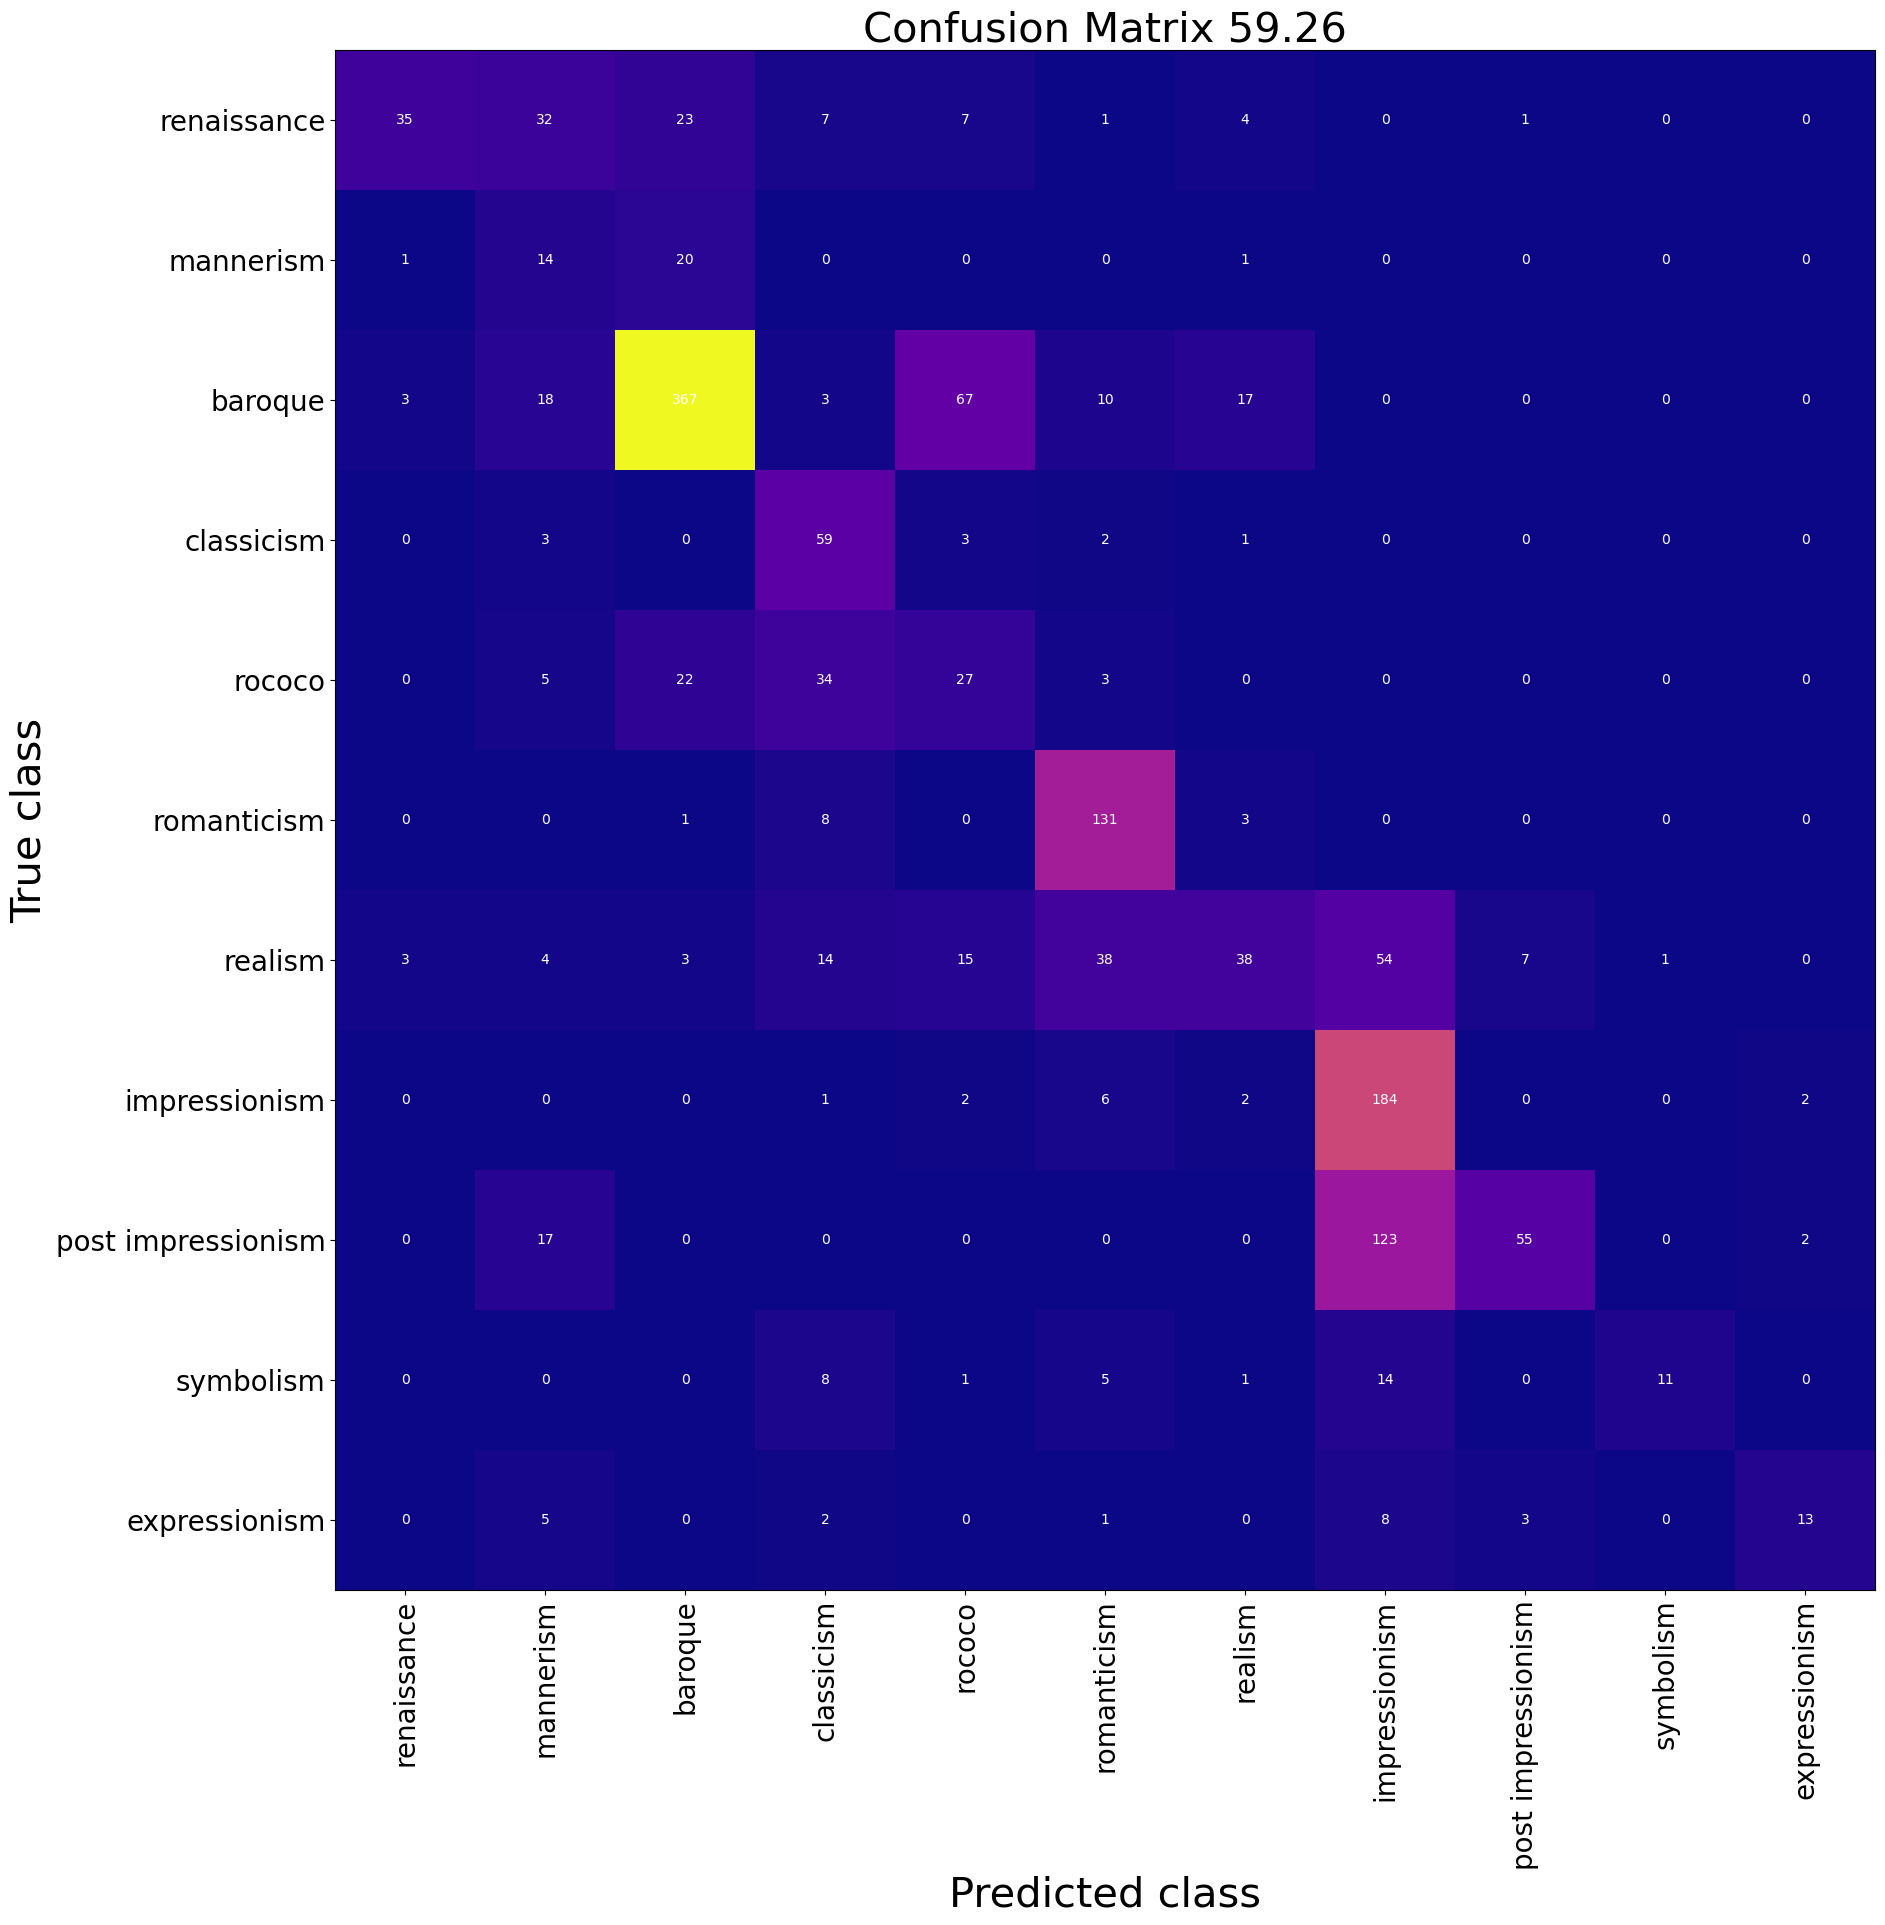 Confusion Matrix 59.26
renaissance 35 32 23 7 7 1 4 0 1 0 0
mannerism 1 14 20 0 0 0 1 0 0 0 0
baroque 3 18 367 3 67 10 17 0 0 0 0
classicism 0 3 0 59 3 2 1 0 0 0 0
rococo 0 5 22 34 27 3 0 0 0 0 0
romanticism 0 0 1 8 0 131 3 0 0 0 0
realism 3 4 3 14 15 38 38 54 7 1 0
impressionism 0 0 0 1 2 6 2 184 0 0 2
post impressionism 0 17 0 0 0 0 0 123 55 0 2
symbolism 0 0 0 8 1 5 1 14 0 11 0
expressionism 0 5 0 2 0 1 0 8 3 0 13
True class
renaissance
mannerism
baroque
classicism
rococo
romanticism
realism
impressionism
post impressionism
symbolism
expressionism
Predicted class